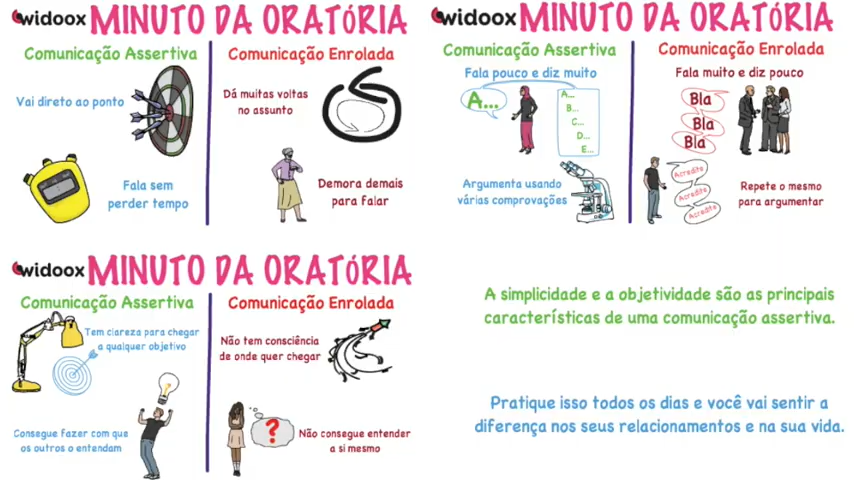 widoox MINUTO DA ORATÓRIA
Comunicação Assertiva
Comunicação Enrolada
Vai direto ao ponto
Dá muitas voltas
no assunto
Fala sem
perder tempo
Demora demais
para falar
widoox MINUTO DA ORATÓRIA
Comunicação Assertiva
Comunicação Enrolada
Fala pouco e diz muito
A...
A...
B...
C...
D...
E...
Fala muito e diz pouco
Bla
Bla
Bla
Argumenta usando
várias comprovações
Acredite
Acredite
Acredite
Repete o mesmo
para argumentar
widoox MINUTO DA ORATÓRIA
Comunicação Assertiva
Comunicação Enrolada
Tem clareza para chegar
a qualquer objetivo
Não tem consciência
de onde quer chegar
Consegue fazer com que
os outros o entendam
?
Não consegue entender
a si mesmo
A simplicidade e a objetividade são as principais
características de uma comunicação assertiva.
Pratique isso todos os dias e você vai sentir a
diferença nos seus relacionamentos e na sua vida.